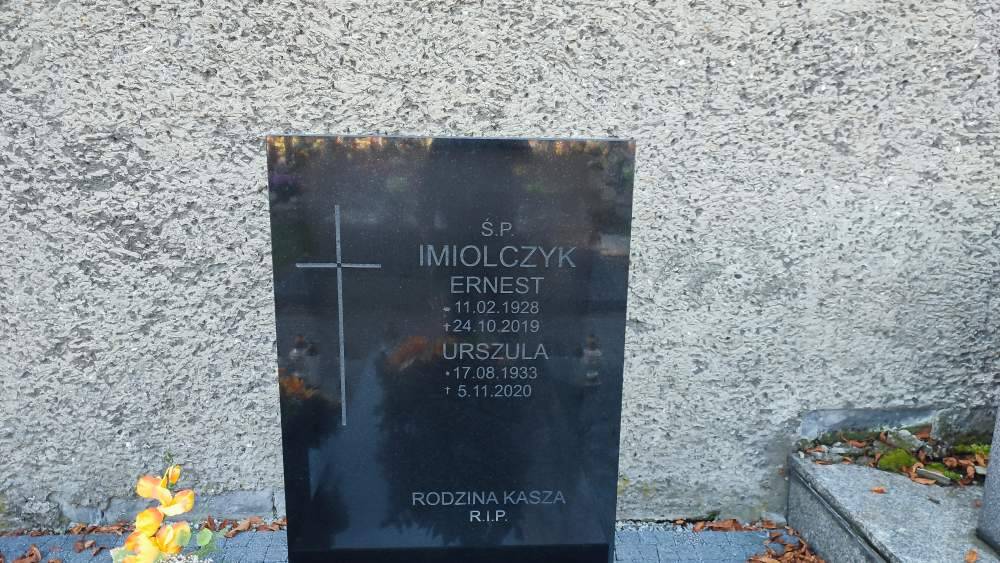 Ś.P.
IMIOLCZYK
ERNEST
• 11.02.1928
✝ 24.10.2019
URSZULA
• 17.08.1933
✝ 5.11.2020
RODZINA KASZA
R.I.P.